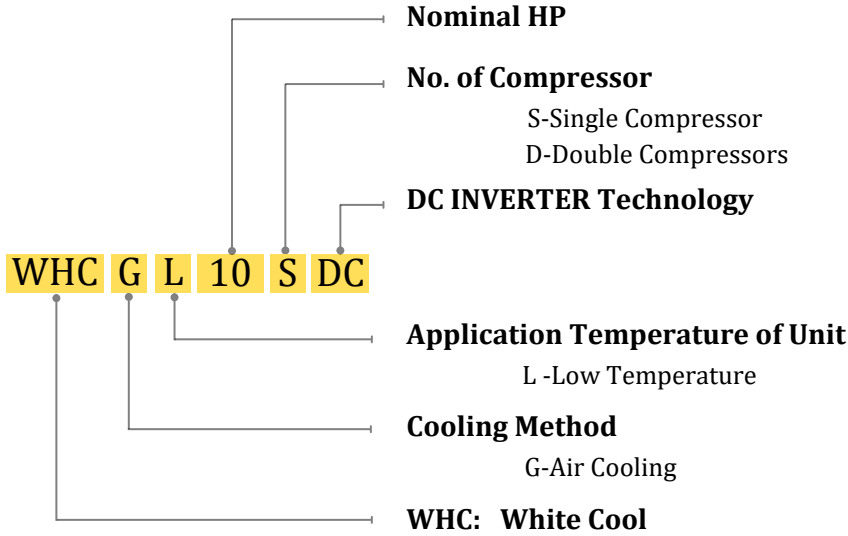 Nominal HP
No. of Compressor
S-Single Compressor
D-Double Compressors
DC INVERTER Technology
WHC G L 10 S DC
Application Temperature of Unit
L -Low Temperature
Cooling Method
G-Air Cooling
WHC: White Cool